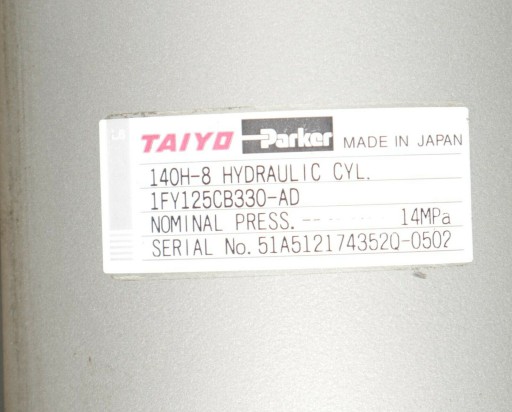 TAIYO Parker MADE IN JAPAN
140H-8 HYDRAULIC CYL.
1FY125CB330-AD
NOMINAL PRESS. 14MPa
SERIAL No. 51A5121743520-0502